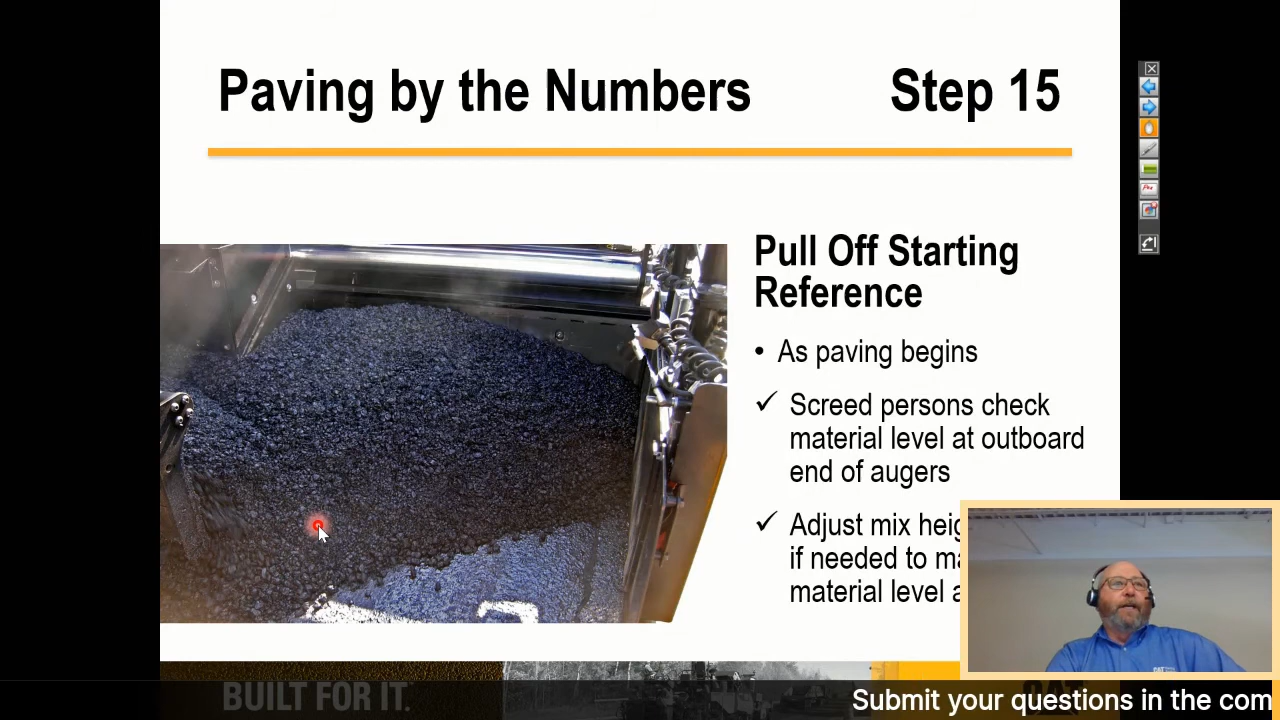 Paving by the Numbers Step 15
Pull Off Starting
Reference
• As paving begins
✓ Screed persons check
material level at outboard
end of augers
✓ Adjust mix heig
if needed to ma
material level a
BUILT FOR IT.
CAT
Submit your questions in the com